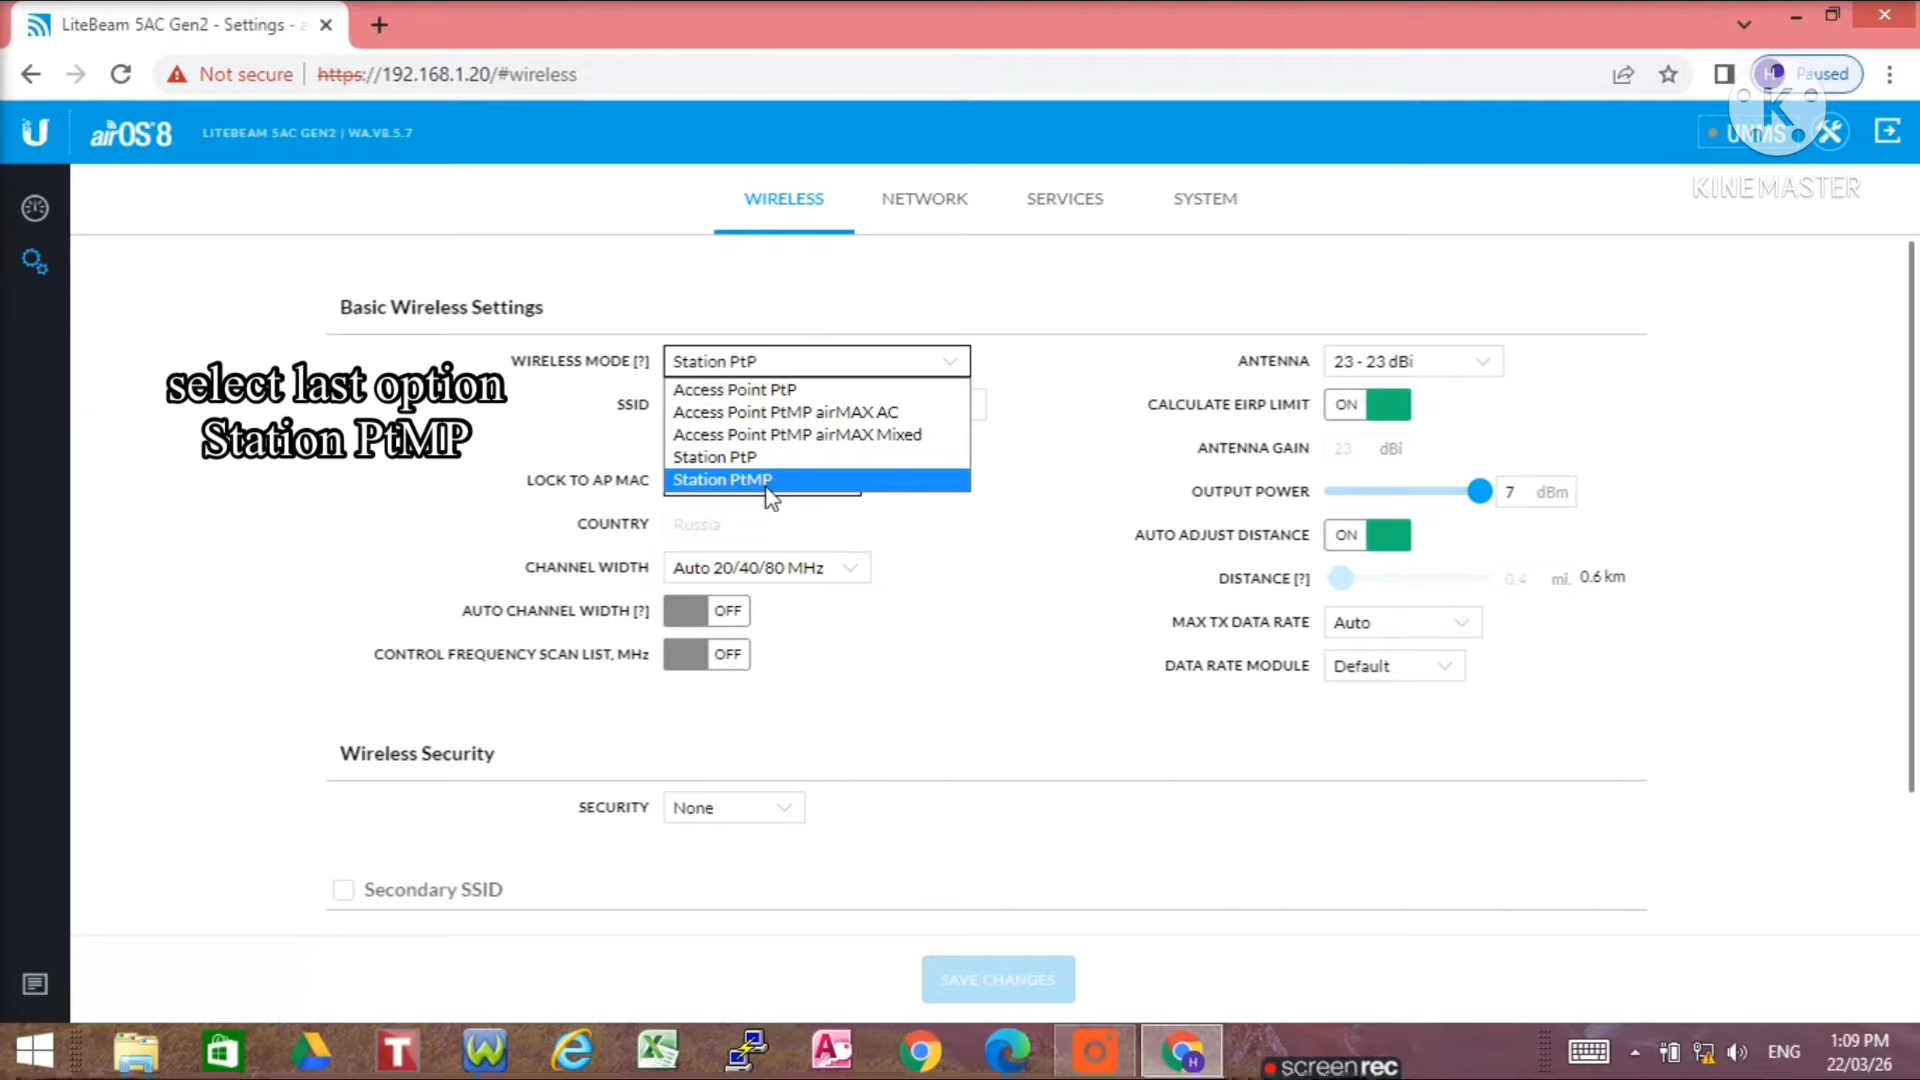 LiteBeam 5AC Gen2 - Settings - a
Not secure
https://192.168.1.20/#wireless
H
Paused
airOS 8
LITEBEAM 5AC GEN2 | WA.V8.5.7
UNMS
K
KINEMASTER
WIRELESS
NETWORK
SERVICES
SYSTEM
Basic Wireless Settings
select last option
Station PtMP
WIRELESS MODE [?]
Station PtP
Access Point PtP
Access Point PtMP airMAX AC
Access Point PtMP airMAX Mixed
Station PtP
Station PtMP
SSID
LOCK TO AP MAC
COUNTRY
Russia
CHANNEL WIDTH
Auto 20/40/80 MHz
AUTO CHANNEL WIDTH [?]
OFF
CONTROL FREQUENCY SCAN LIST, MHz
OFF
ANTENNA
23 - 23 dBi
CALCULATE EIRP LIMIT
ON
ANTENNA GAIN
23 dBi
OUTPUT POWER
7 dBm
AUTO ADJUST DISTANCE
ON
DISTANCE [?]
0.4 mi. 0.6 km
MAX TX DATA RATE
Auto
DATA RATE MODULE
Default
Wireless Security
SECURITY
None
Secondary SSID
SAVE CHANGES
screenrec
ENG
1:09 PM
22/03/26